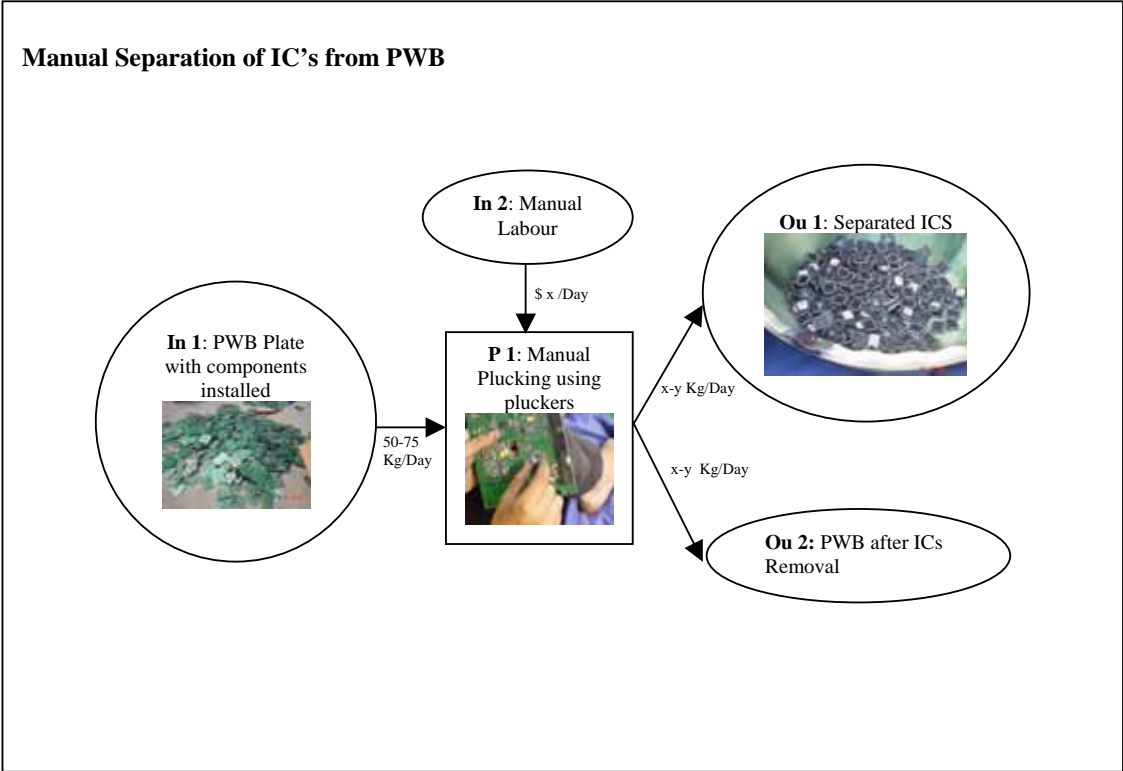 Manual Separation of IC’s from PWB
In 2: Manual
Labour
Ou 1: Separated ICS
$ x /Day
In 1: PWB Plate
with components
installed
P 1: Manual
Plucking using
pluckers
x-y Kg/Day
50-75
Kg/Day
x-y  Kg/Day
Ou 2: PWB after ICs
Removal